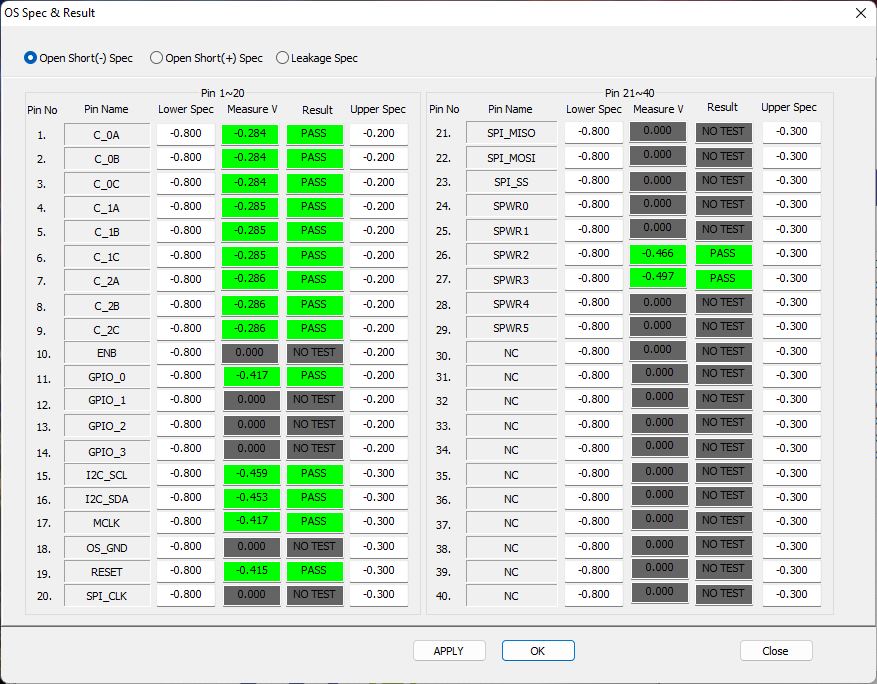 OS Spec & Result
Open Short(-) Spec Open Short(+) Spec Leakage Spec
Pin 1~20
Pin No Pin Name Lower Spec Measure V Result Upper Spec
1. C_0A -0.800 -0.284 PASS -0.200
2. C_0B -0.800 -0.284 PASS -0.200
3. C_0C -0.800 -0.284 PASS -0.200
4. C_1A -0.800 -0.285 PASS -0.200
5. C_1B -0.800 -0.285 PASS -0.200
6. C_1C -0.800 -0.285 PASS -0.200
7. C_2A -0.800 -0.286 PASS -0.200
8. C_2B -0.800 -0.286 PASS -0.200
9. C_2C -0.800 -0.286 PASS -0.200
10. ENB -0.800 0.000 NO TEST -0.200
11. GPIO_0 -0.800 -0.417 PASS -0.200
12. GPIO_1 -0.800 0.000 NO TEST -0.200
13. GPIO_2 -0.800 0.000 NO TEST -0.200
14. GPIO_3 -0.800 0.000 NO TEST -0.200
15. I2C_SCL -0.800 -0.459 PASS -0.300
16. I2C_SDA -0.800 -0.453 PASS -0.300
17. MCLK -0.800 -0.417 PASS -0.300
18. OS_GND -0.800 0.000 NO TEST -0.300
19. RESET -0.800 -0.415 PASS -0.300
20. SPI_CLK -0.800 0.000 NO TEST -0.300
Pin 21~40
Pin No Pin Name Lower Spec Measure V Result Upper Spec
21. SPI_MISO -0.800 0.000 NO TEST -0.300
22. SPI_MOSI -0.800 0.000 NO TEST -0.300
23. SPI_SS -0.800 0.000 NO TEST -0.300
24. SPWR0 -0.800 0.000 NO TEST -0.300
25. SPWR1 -0.800 0.000 NO TEST -0.300
26. SPWR2 -0.800 -0.466 PASS -0.300
27. SPWR3 -0.800 -0.497 PASS -0.300
28. SPWR4 -0.800 0.000 NO TEST -0.300
29. SPWR5 -0.800 0.000 NO TEST -0.300
30. NC -0.800 0.000 NO TEST -0.300
31. NC -0.800 0.000 NO TEST -0.300
32 NC -0.800 0.000 NO TEST -0.300
33. NC -0.800 0.000 NO TEST -0.300
34. NC -0.800 0.000 NO TEST -0.300
35. NC -0.800 0.000 NO TEST -0.300
36. NC -0.800 0.000 NO TEST -0.300
37. NC -0.800 0.000 NO TEST -0.300
38. NC -0.800 0.000 NO TEST -0.300
39. NC -0.800 0.000 NO TEST -0.300
40. NC -0.800 0.000 NO TEST -0.300
APPLY OK Close